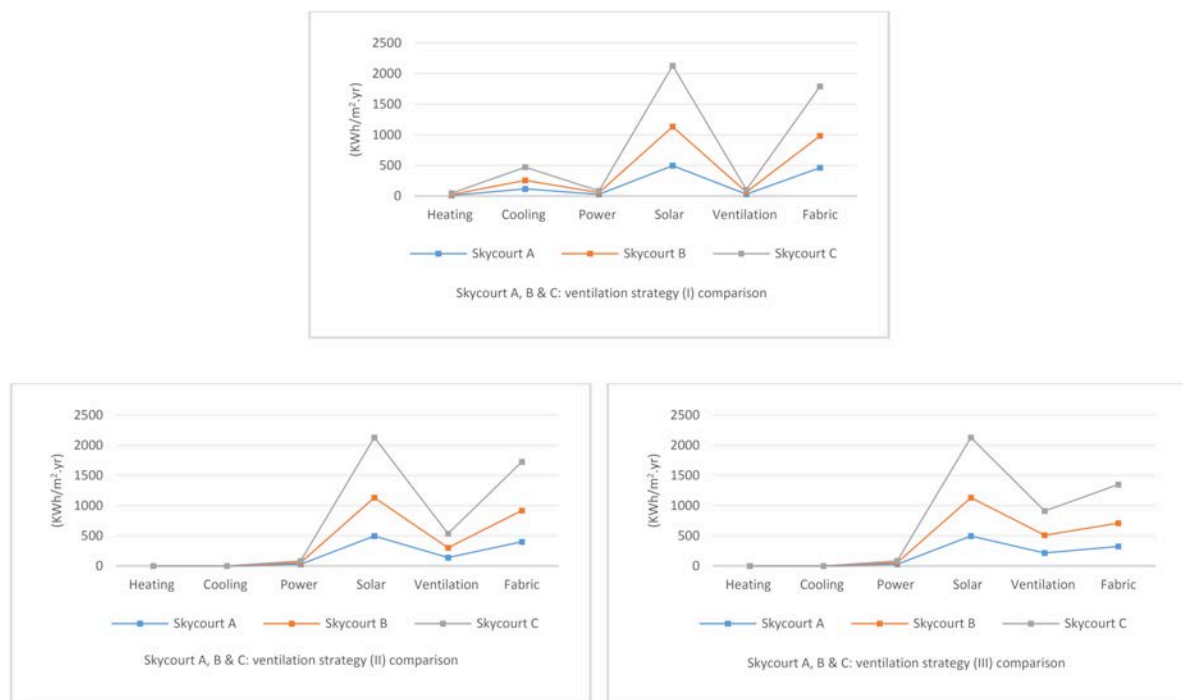 2500
2000
1500
1000
500
0
(KWh/m².yr)
Heating Cooling Power Solar Ventilation Fabric
Skycourt A Skycourt B Skycourt C
Skycourt A, B & C: ventilation strategy (I) comparison
2500
2000
1500
1000
500
0
(KWh/m².yr)
Heating Cooling Power Solar Ventilation Fabric
Skycourt A Skycourt B Skycourt C
Skycourt A, B & C: ventilation strategy (II) comparison
2500
2000
1500
1000
500
0
(KWh/m².yr)
Heating Cooling Power Solar Ventilation Fabric
Skycourt A Skycourt B Skycourt C
Skycourt A, B & C: ventilation strategy (III) comparison